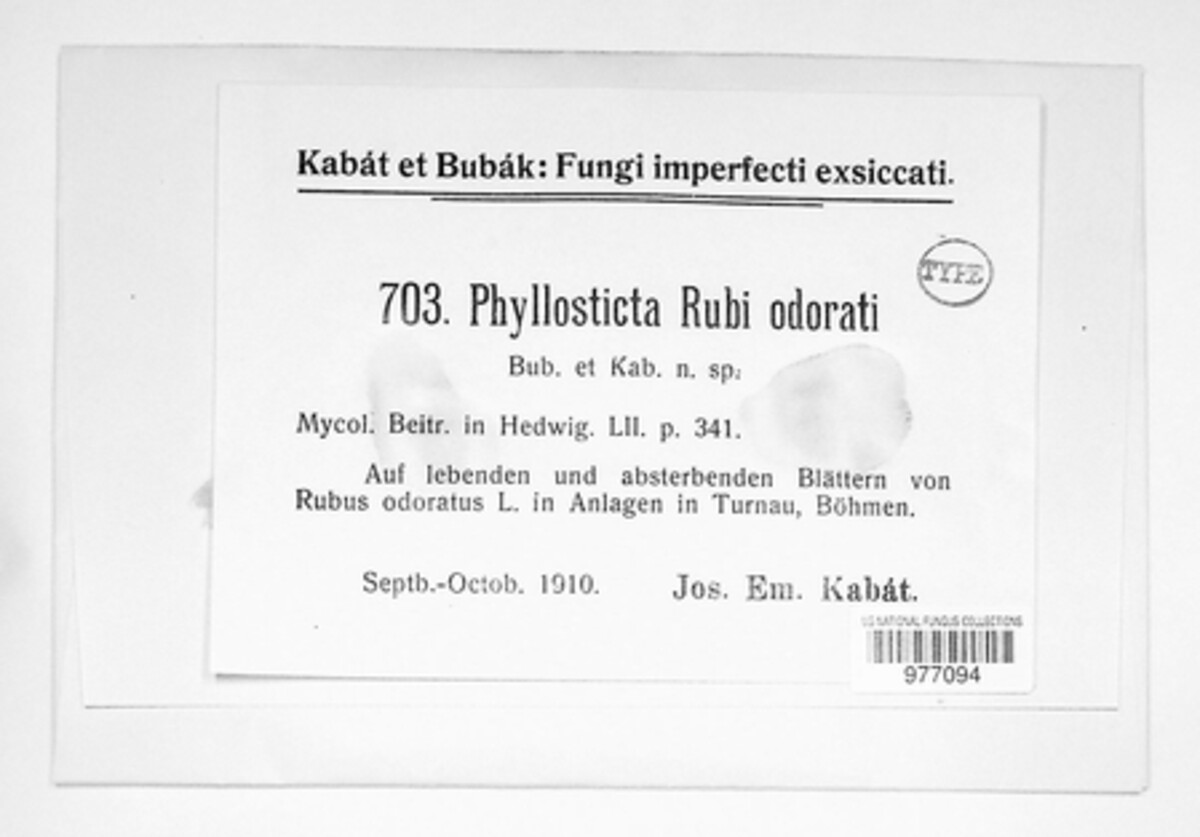 Kabát et Bubák: Fungi imperfecti exsiccati.
TYPE
703. Phyllosticta Rubi odorati
Bub. et Kab. n. sp.
Mycol. Beitr. in Hedwig. LII. p. 341.
Auf lebenden und absterbenden Blättern von
Rubus odoratus L. in Anlagen in Turnau, Böhmen.
Septb.-Octob. 1910. Jos. Em. Kabát.
US NATIONAL FUNGUS COLLECTIONS
977094